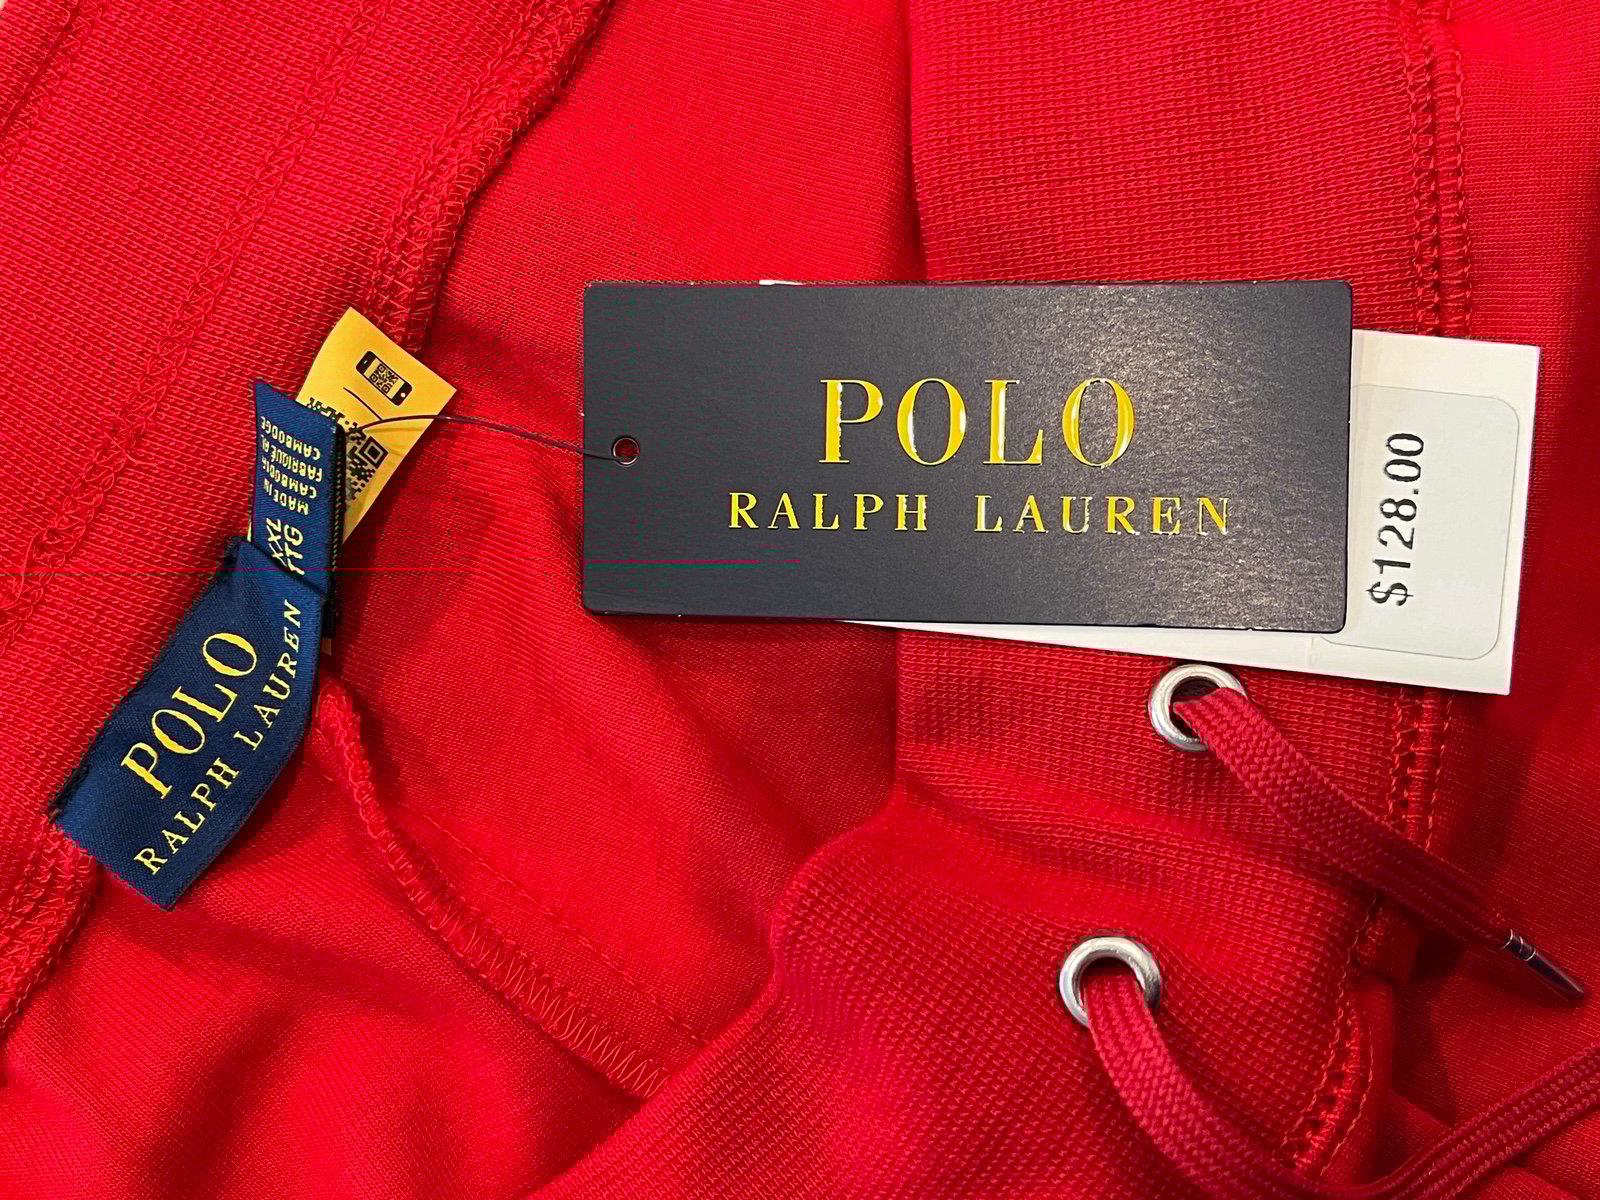 POLO
RALPH LAUREN
$128.00
XXL
TTG
MADE IN
CAMBODIA
FABRIQUÉ AU
CAMBODGE
POLO
RALPH LAUREN